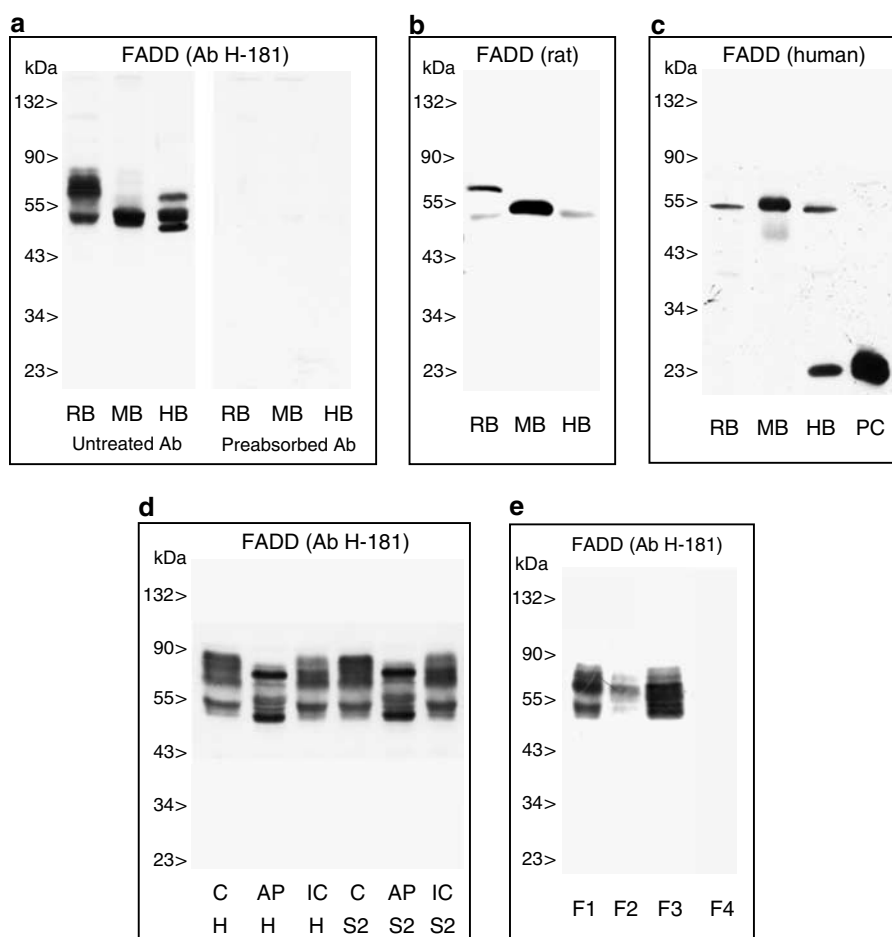 a
FADD (Ab H-181)
kDa
132>
90>
55>
43>
34>
23>
RB MB HB RB MB HB
Untreated Ab Preabsorbed Ab
b
FADD (rat)
kDa
132>
90>
55>
43>
34>
23>
RB MB HB
c
FADD (human)
kDa
132>
90>
55>
43>
34>
23>
RB MB HB PC
d
FADD (Ab H-181)
kDa
132>
90>
55>
43>
34>
23>
C AP IC C AP IC
H H H S2 S2 S2
e
FADD (Ab H-181)
kDa
132>
90>
55>
43>
34>
23>
F1 F2 F3 F4